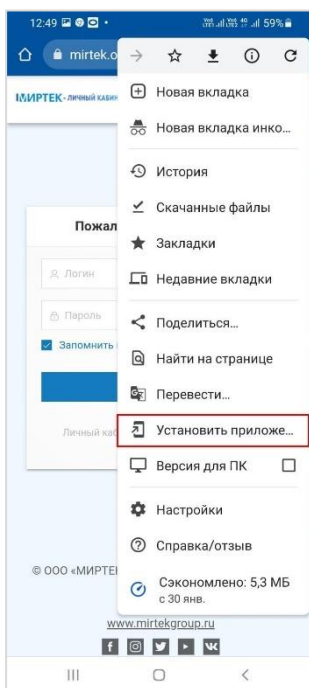 12:49 59%
mirtek.o
МИРТЕК - ЛИЧНЫЙ КАБИН
Новая вкладка
Новая вкладка инко...
История
Скачанные файлы
Пожал
Закладки
Логин
Недавние вкладки
Пароль
Поделиться...
Запомнить
Найти на странице
Перевести...
Личный каб
Установить приложе...
Версия для ПК
Настройки
Справка/отзыв
© ООО «МИРТЕ
Сэкономлено: 5,3 МБ
с 30 янв.
www.mirtekgroup.ru